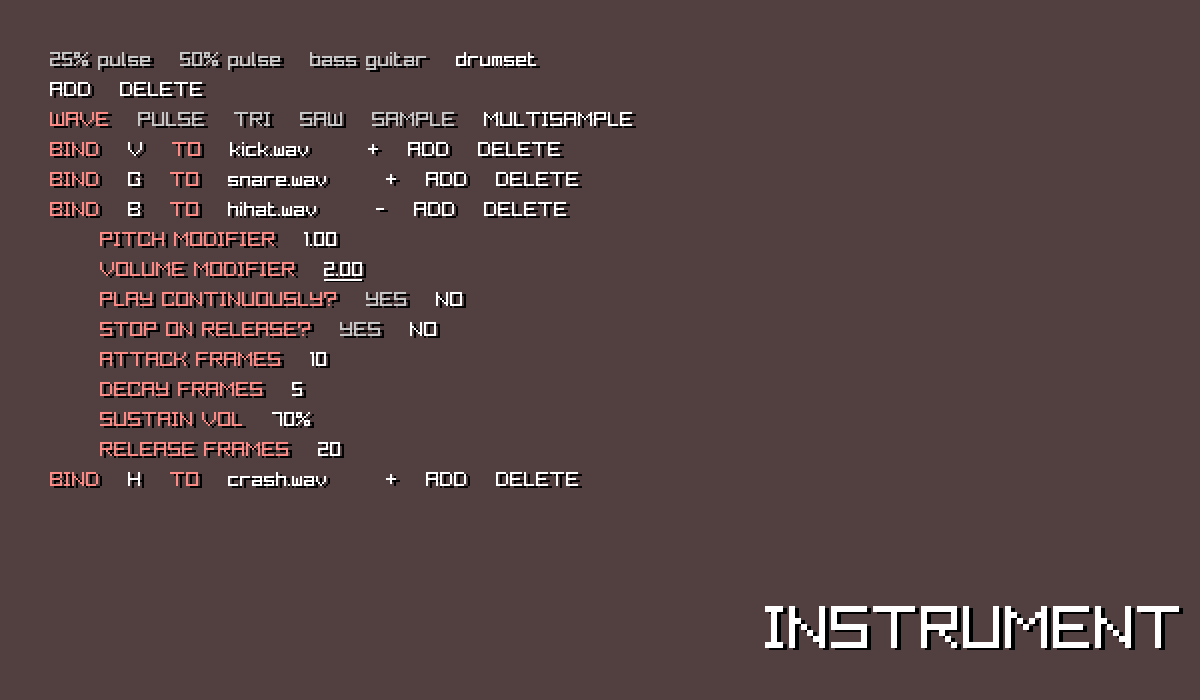 25% pulse 50% pulse bass guitar drumset
ADD DELETE
WAVE PULSE TRI SAW SAMPLE MULTISAMPLE
BIND V TO kick.wav + ADD DELETE
BIND G TO snare.wav + ADD DELETE
BIND B TO hihat.wav - ADD DELETE
PITCH MODIFIER 1.00
VOLUME MODIFIER 2.00
PLAY CONTINUOUSLY? YES NO
STOP ON RELEASE? YES NO
ATTACK FRAMES 10
DECAY FRAMES 5
SUSTAIN VOL 70%
RELEASE FRAMES 20
BIND H TO crash.wav + ADD DELETE
INSTRUMENT